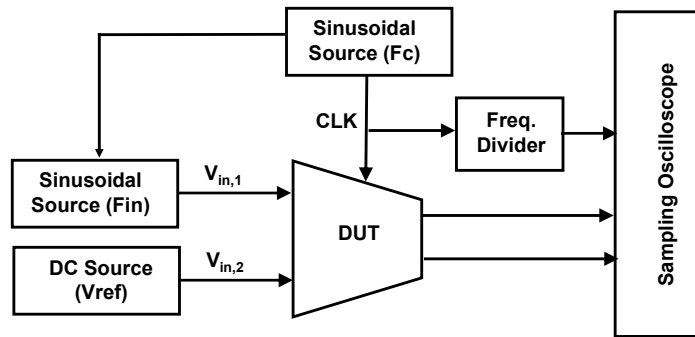 Sinusoidal
Source (Fc)
CLK
Freq.
Divider
Sinusoidal
Source (Fin)
Vin,1
DUT
DC Source
(Vref)
Vin,2
Sampling Oscilloscope